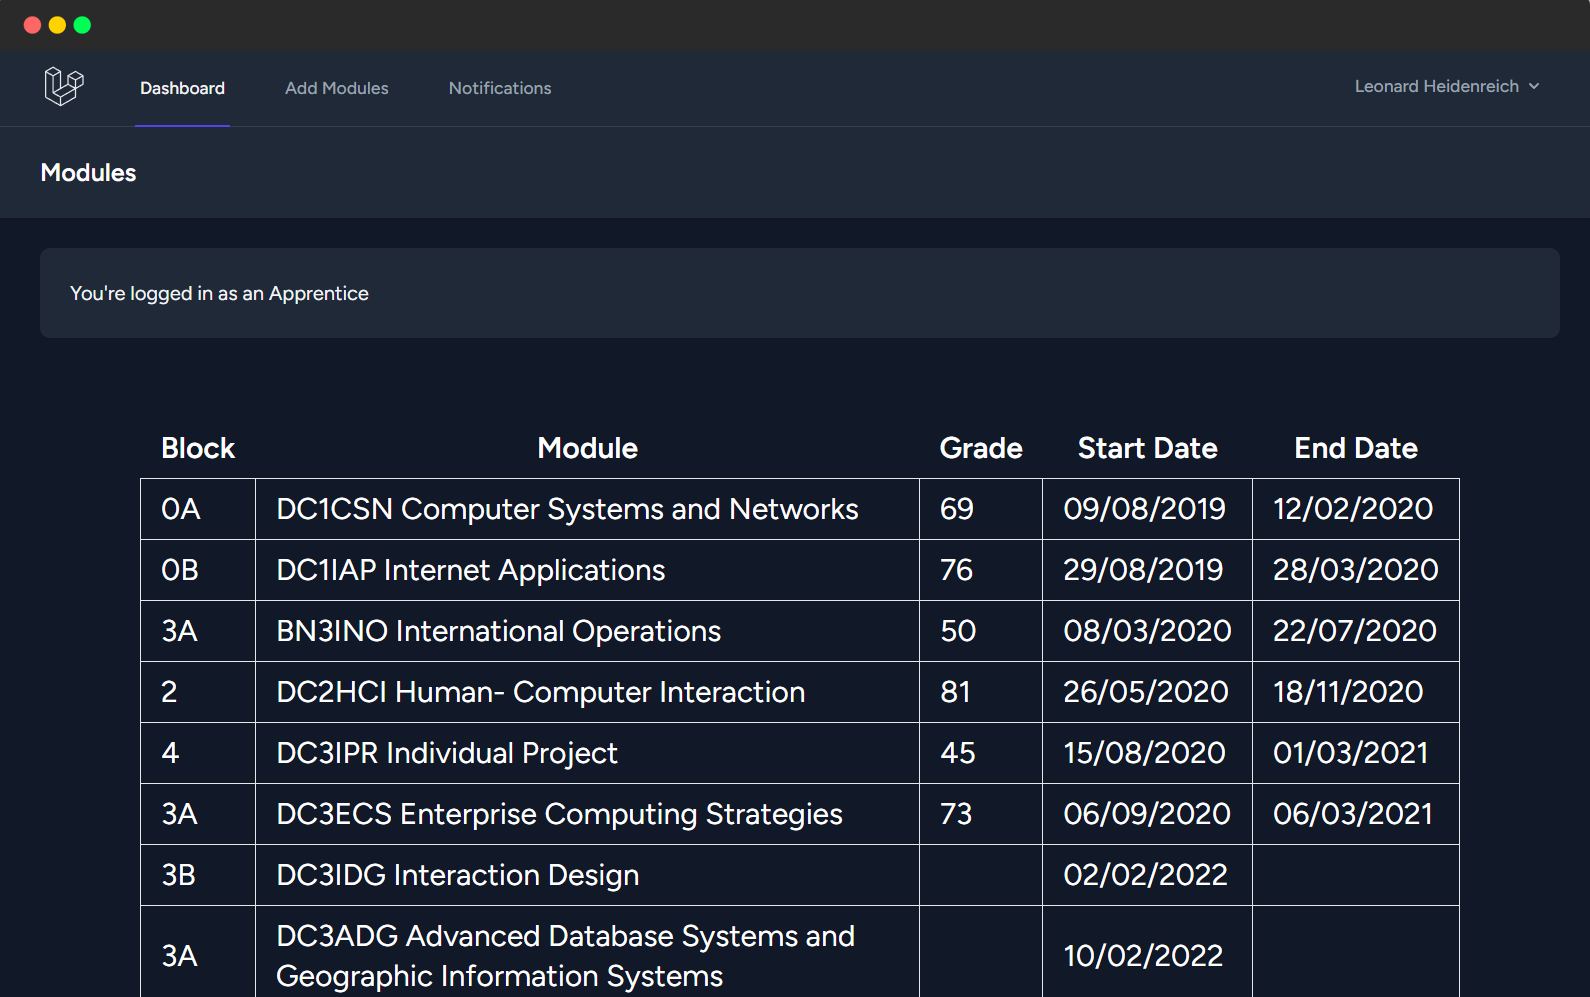 Dashboard Add Modules Notifications Leonard Heidenreich
Modules
You're logged in as an Apprentice
Block Module Grade Start Date End Date
0A DC1CSN Computer Systems and Networks 69 09/08/2019 12/02/2020
0B DC1IAP Internet Applications 76 29/08/2019 28/03/2020
3A BN3INO International Operations 50 08/03/2020 22/07/2020
2 DC2HCI Human- Computer Interaction 81 26/05/2020 18/11/2020
4 DC3IPR Individual Project 45 15/08/2020 01/03/2021
3A DC3ECS Enterprise Computing Strategies 73 06/09/2020 06/03/2021
3B DC3IDG Interaction Design 02/02/2022
3A DC3ADG Advanced Database Systems and 10/02/2022
Geographic Information Systems